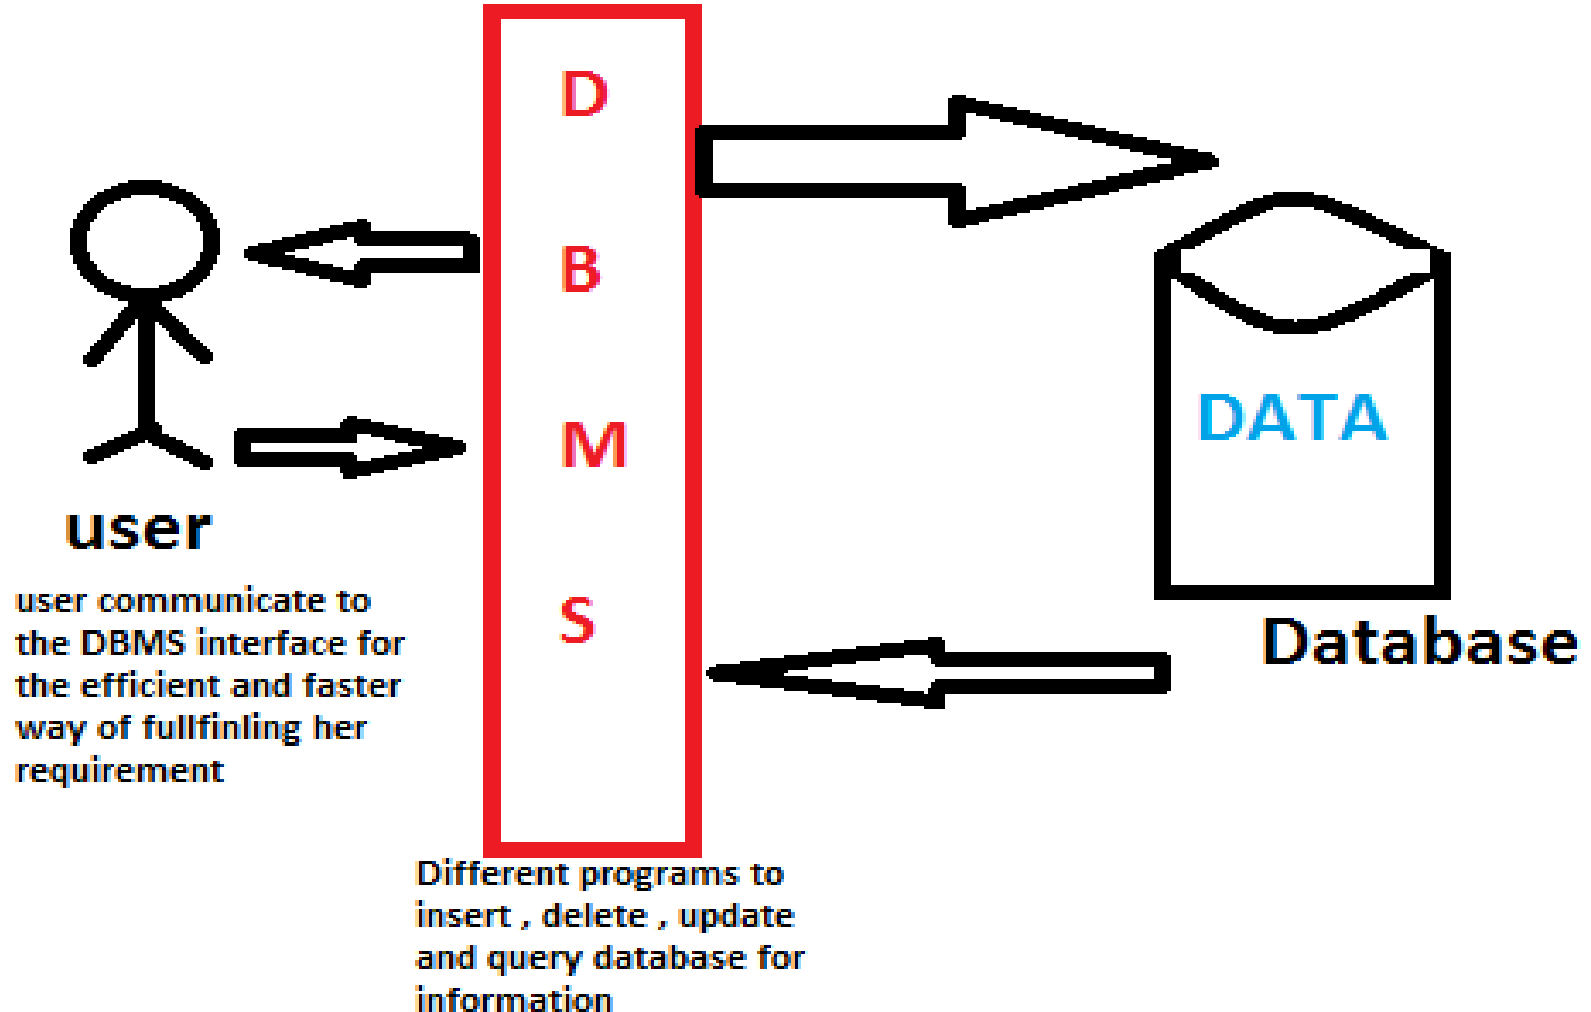 D
B
M
S
DATA
user
Database
user communicate to
the DBMS interface for
the efficient and faster
way of fullfinling her
requirement
Different programs to
insert , delete , update
and query database for
information